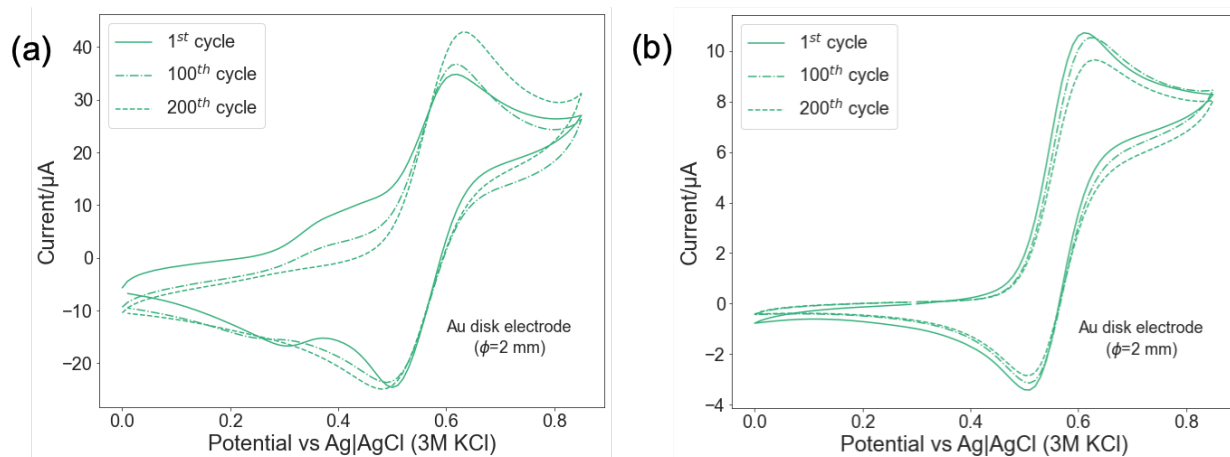 (a)
1st cycle
100th cycle
200th cycle
40
30
20
10
0
−10
−20
Current/µA
Au disk electrode
(ϕ=2 mm)
0.0
0.2
0.4
0.6
0.8
Potential vs Ag|AgCl (3M KCl)
(b)
1st cycle
100th cycle
200th cycle
10
8
6
4
2
0
−2
−4
Current/µA
Au disk electrode
(ϕ=2 mm)
0.0
0.2
0.4
0.6
0.8
Potential vs Ag|AgCl (3M KCl)